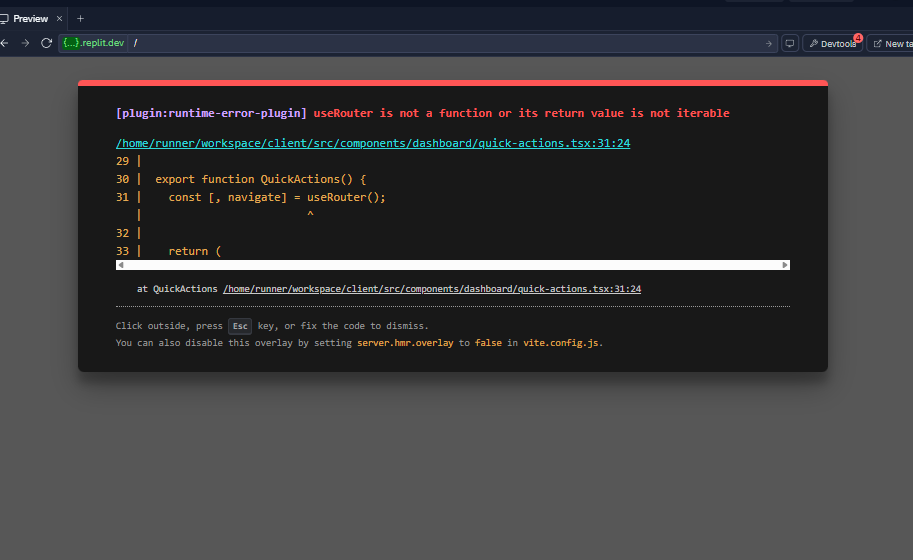 Preview × +
{...}.replit.dev / Devtools 4 New ta
[plugin:runtime-error-plugin] useRouter is not a function or its return value is not iterable
/home/runner/workspace/client/src/components/dashboard/quick-actions.tsx:31:24
29 |
30 |  export function QuickActions() {
31 |    const [, navigate] = useRouter();
   |                         ^
32 |
33 |    return (
at QuickActions /home/runner/workspace/client/src/components/dashboard/quick-actions.tsx:31:24
Click outside, press Esc key, or fix the code to dismiss.
You can also disable this overlay by setting server.hmr.overlay to false in vite.config.js.